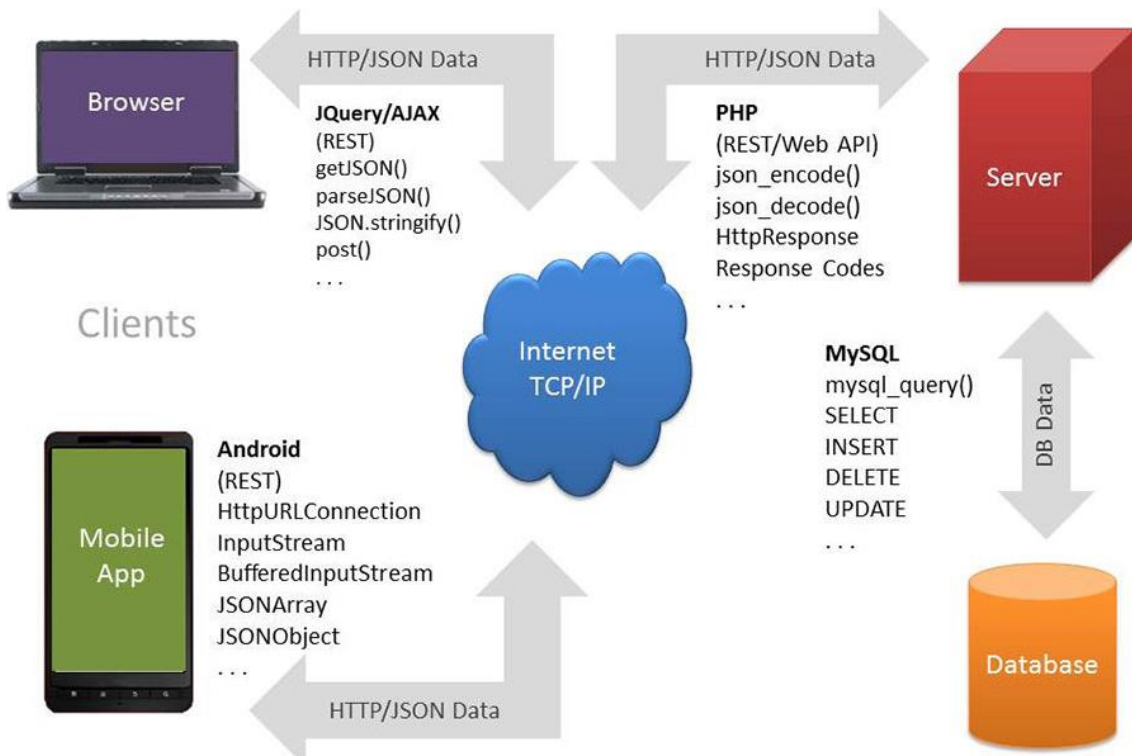 HTTP/JSON Data
HTTP/JSON Data
Browser
JQuery/AJAX
(REST)
getJSON()
parseJSON()
JSON.stringify()
post()
. . .
PHP
(REST/Web API)
json_encode()
json_decode()
HttpResponse
Response Codes
. . .
Server
Clients
Internet
TCP/IP
MySQL
mysql_query()
SELECT
INSERT
DELETE
UPDATE
. . .
DB Data
Android
(REST)
HttpURLConnection
InputStream
BufferedInputStream
JSONArray
JSONObject
. . .
Mobile
App
Database
HTTP/JSON Data